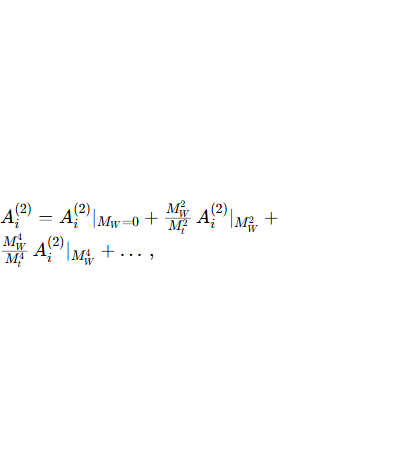 $A_i^{(2)} = A_i^{(2)}|_{M_W=0} + \frac{M_W^2}{M_t^2} \, A_i^{(2)}|_{M_W^2} +$
$\frac{M_W^4}{M_t^4} \, A_i^{(2)}|_{M_W^4} + \ldots \, ,$